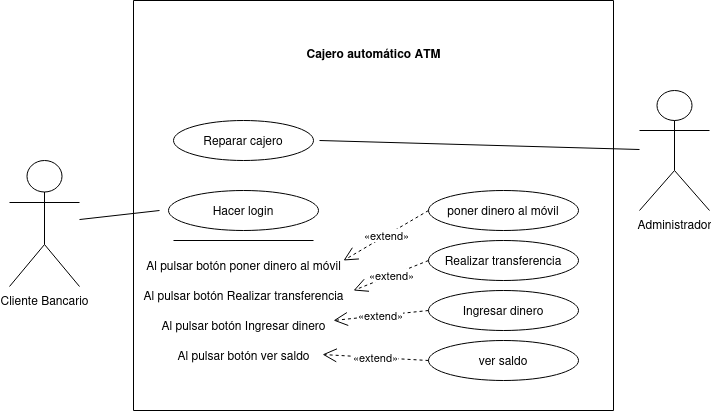 Cajero automático ATM
Reparar cajero
Administrador
Hacer login
Cliente Bancario
poner dinero al móvil
«extend»
Al pulsar botón poner dinero al móvil
Realizar transferencia
«extend»
Al pulsar botón Realizar transferencia
Ingresar dinero
«extend»
Al pulsar botón Ingresar dinero
ver saldo
«extend»
Al pulsar botón ver saldo